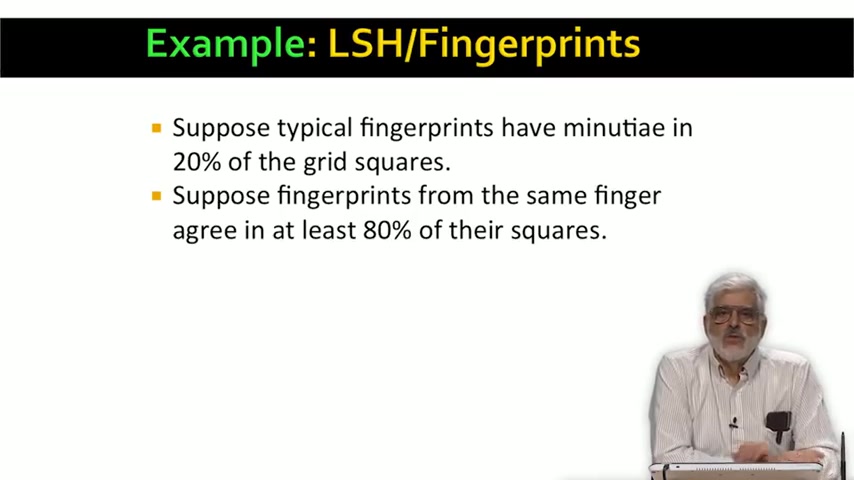 Example: LSH/Fingerprints
Suppose typical fingerprints have minutiae in
20% of the grid squares.
Suppose fingerprints from the same finger
agree in at least 80% of their squares.